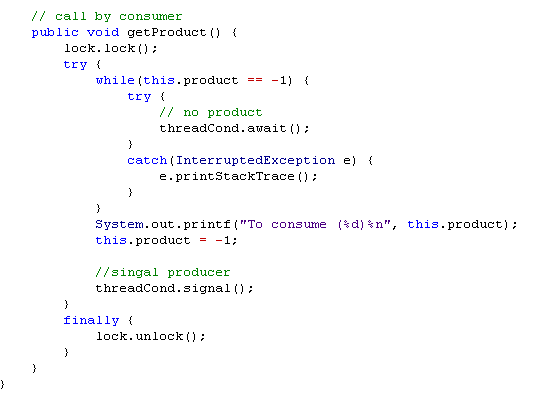 // call by consumer
public void getProduct() {
lock.lock();
try {
while(this.product == -1) {
try {
// no product
threadCond.await();
}
catch(InterruptedException e) {
e.printStackTrace();
}
}
System.out.printf("To consume (%d)%n", this.product);
this.product = -1;
//singal producer
threadCond.signal();
}
finally {
lock.unlock();
}
}
}